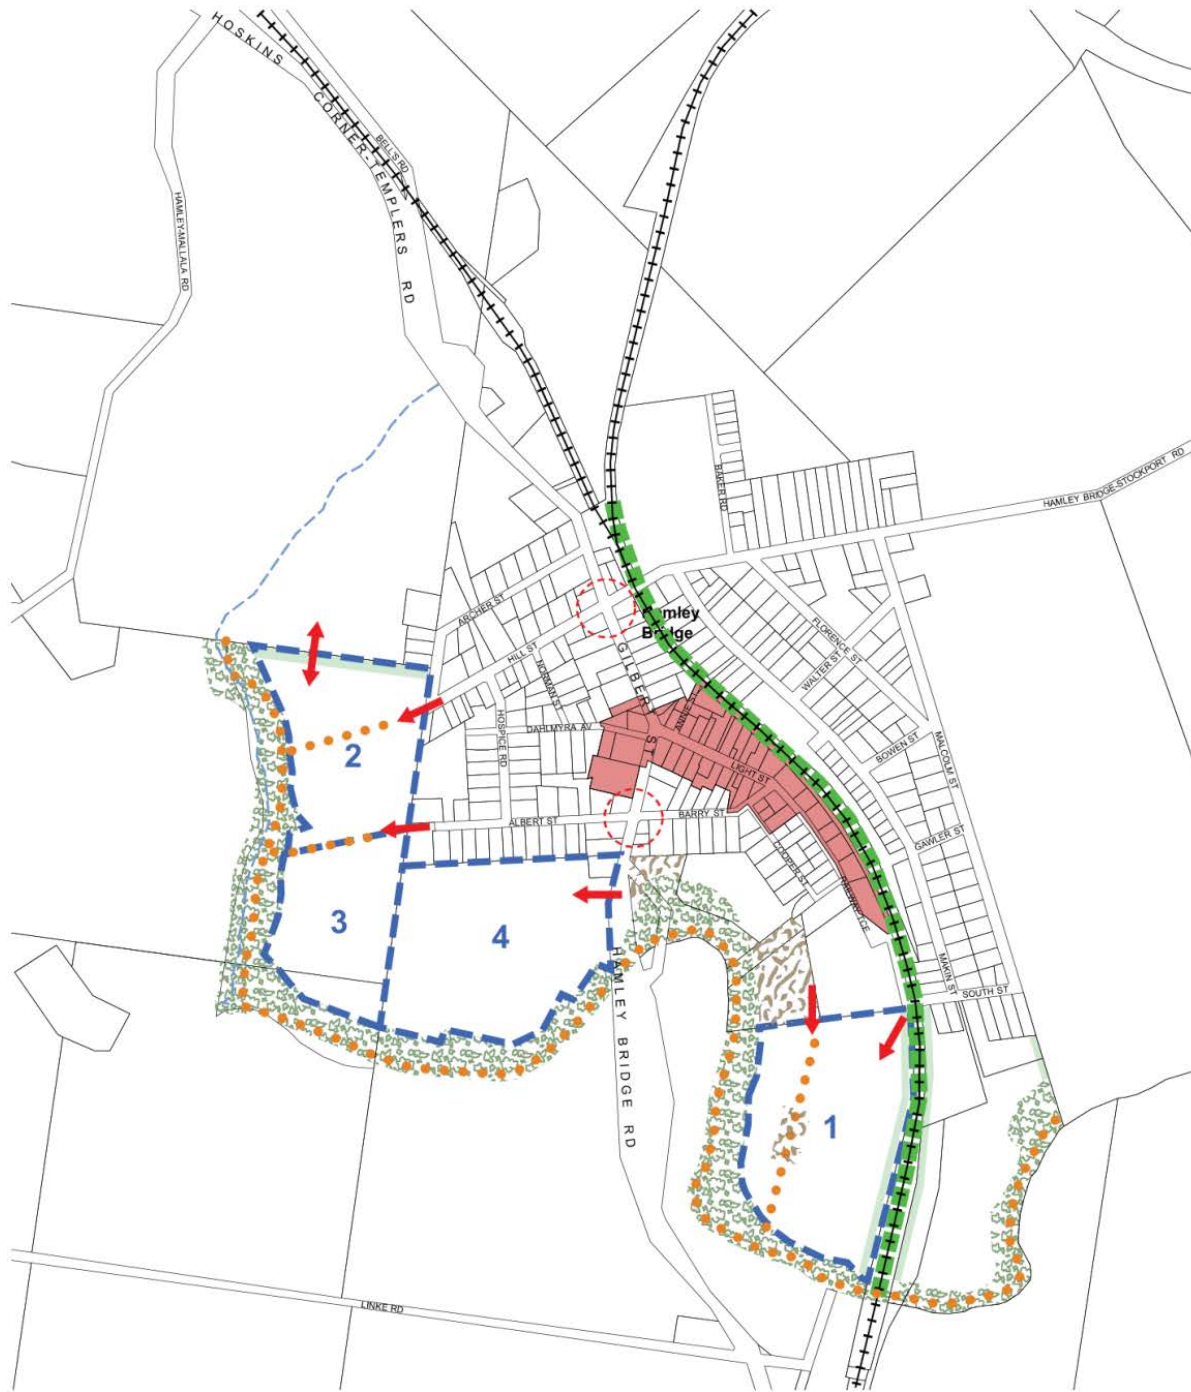 HOSKINS CORNER-TEMPLERS RD
BELL'S RD
HAMLEY-MALLALA RD
BAKER RD
HAMLEY BRIDGE-STOCKPORT RD
ARCHER ST
HILL ST
NORMAN ST
HOSPICE RD
DAHLMYRA AV
GILBER ST
mley
Bridge
FLORENCE ST
WALTER ST
BOWEN ST
MALCOLM ST
GAWLER ST
LIGHT ST
ALBERT ST
BARRY ST
COOPER ST
MAKIN ST
SOUTH ST
2
3
4
1
HAMLEY BRIDGE RD
LINKE RD